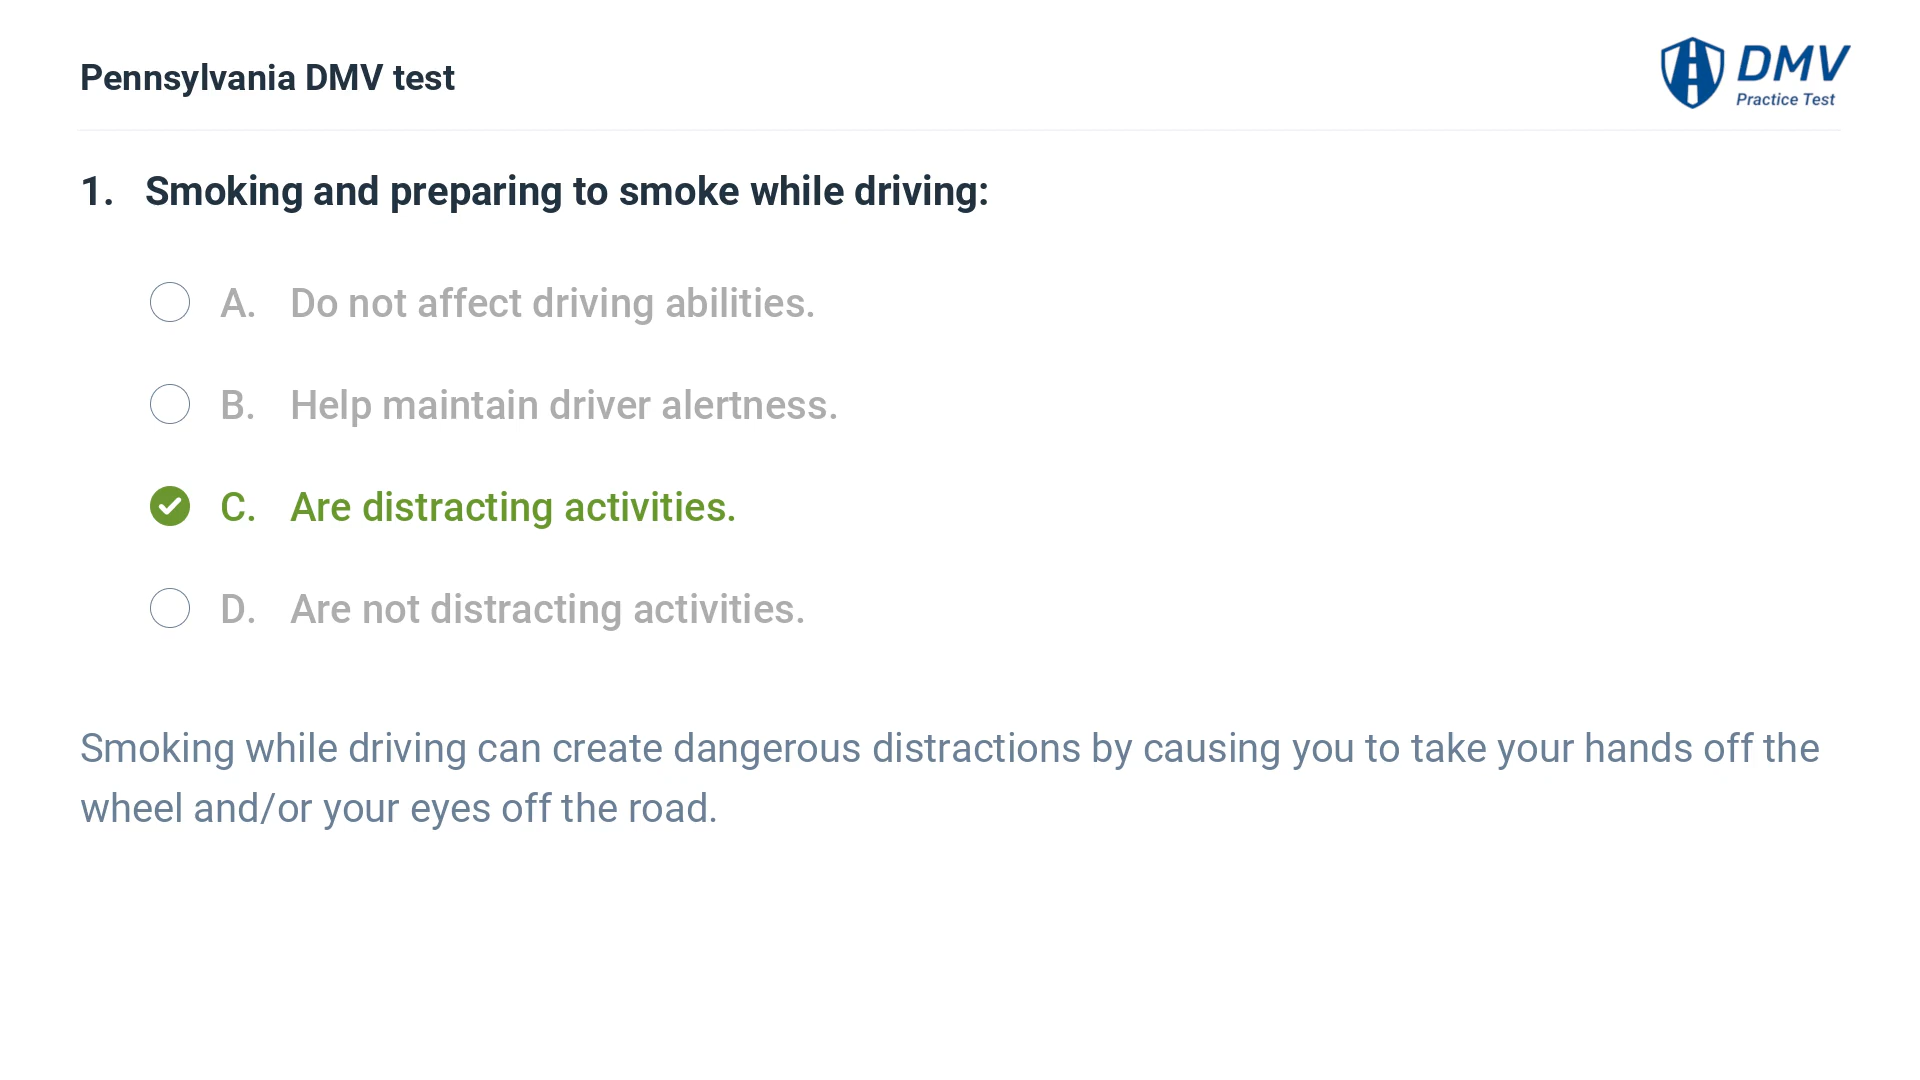 Pennsylvania DMV test
DMV
Practice Test
1. Smoking and preparing to smoke while driving:
A. Do not affect driving abilities.
B. Help maintain driver alertness.
C. Are distracting activities.
D. Are not distracting activities.
Smoking while driving can create dangerous distractions by causing you to take your hands off the
wheel and/or your eyes off the road.